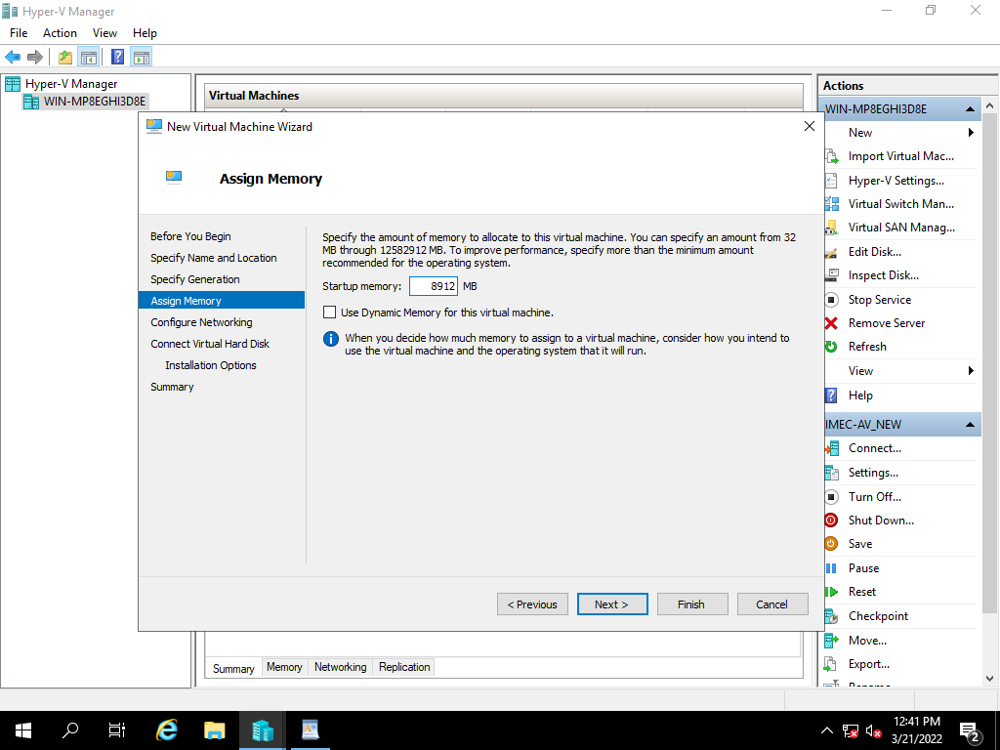 Hyper-V Manager
File Action View Help
Hyper-V Manager
WIN-MP8EGHI3D8E
Virtual Machines
New Virtual Machine Wizard
Assign Memory
Before You Begin
Specify Name and Location
Specify Generation
Assign Memory
Configure Networking
Connect Virtual Hard Disk
Installation Options
Summary
Specify the amount of memory to allocate to this virtual machine. You can specify an amount from 32
MB through 12582912 MB. To improve performance, specify more than the minimum amount
recommended for the operating system.
Startup memory: 8912 MB
Use Dynamic Memory for this virtual machine.
When you decide how much memory to assign to a virtual machine, consider how you intend to
use the virtual machine and the operating system that it will run.
< Previous Next > Finish Cancel
Summary Memory Networking Replication
Actions
WIN-MP8EGHI3D8E
New
Import Virtual Mac...
Hyper-V Settings...
Virtual Switch Man...
Virtual SAN Manag...
Edit Disk...
Inspect Disk...
Stop Service
Remove Server
Refresh
View
Help
IMEC-AV_NEW
Connect...
Settings...
Turn Off...
Shut Down...
Save
Pause
Reset
Checkpoint
Move...
Export...
12:41 PM
3/21/2022
2